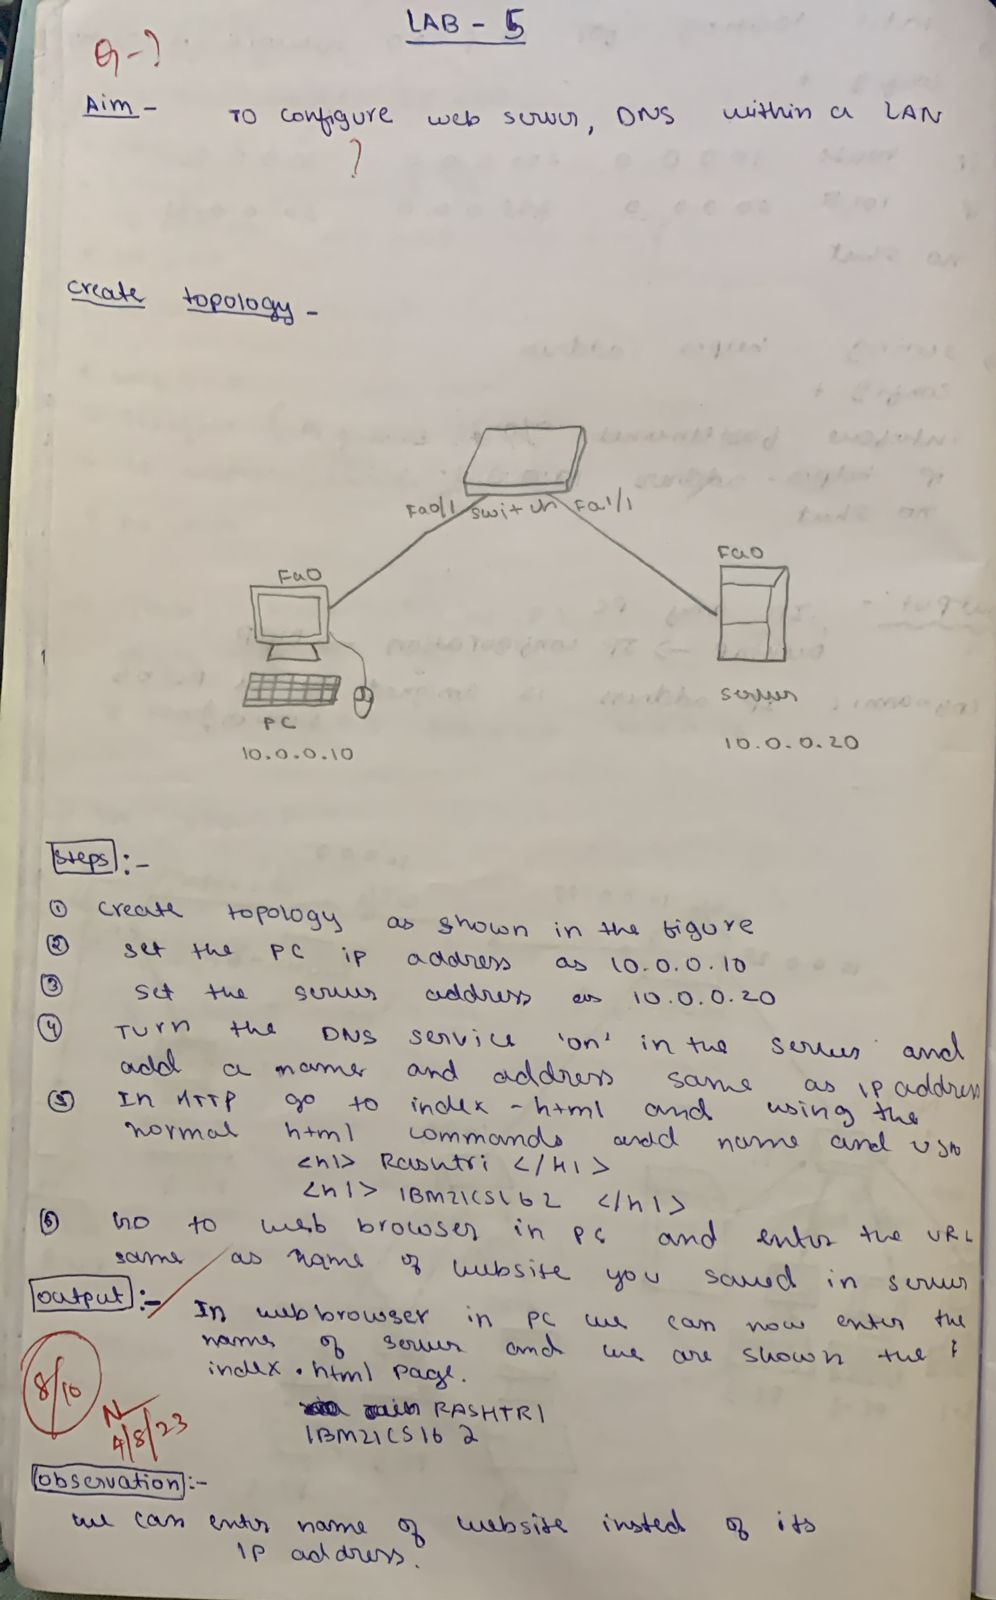 LAB - 5
Q-?
Aim - To configure web server, DNS within a LAN
?
create topology -
Fa0/1 switch Fa1/1
Fa0
Fa0
PC
server
10.0.0.10
10.0.0.20
Steps :-
① create topology as shown in the figure
② set the PC ip address as 10.0.0.10
③ set the server address as 10.0.0.20
④ Turn the DNS service 'on' in the server and
add a name and address same as IP address
⑤ In HTTP go to index - html and using the
normal html commands add name and USN
<h1> Rashtri </H1>
<h1> 1BM21CS162 </h1>
⑥ Go to web browser in PC and enter the URL
same as name of website you saved in server
output :-
In web browser in PC we can now enter the
name of server and we are shown the
index.html page.
RASHTRI
1BM21CS162
8/10
N
4/8/23
observation :-
we can enter name of website insted of its
IP address.